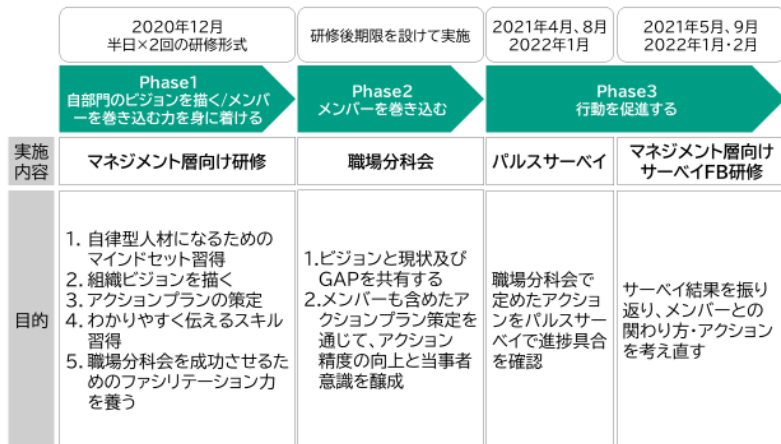 2020年12月
半日×2回の研修形式
研修後期限を設けて実施
2021年4月、8月
2022年1月
2021年5月、9月
2022年1月・2月
Phase1
自部門のビジョンを描く/メンバ
ーを巻き込む力を身に着ける
Phase2
メンバーを巻き込む
Phase3
行動を促進する
実施
内容
マネジメント層向け研修
職場分科会
パルスサーベイ
マネジメント層向け
サーベイFB研修
目的
1. 自律型人材になるための
マインドセット習得
2. 組織ビジョンを描く
3. アクションプランの策定
4. わかりやすく伝えるスキル
習得
5. 職場分科会を成功させるた
めのファシリテーション力
を養う
1.ビジョンと現状及び
GAPを共有する
2.メンバーも含めたア
クションプラン策定を
通じて、アクション
精度の向上と当事者
意識を醸成
職場分科会で
定めたアクショ
ンをパルスサー
ベイで進捗具合
を確認
サーベイ結果を振り
返り、メンバーとの
関わり方・アクション
を考え直す